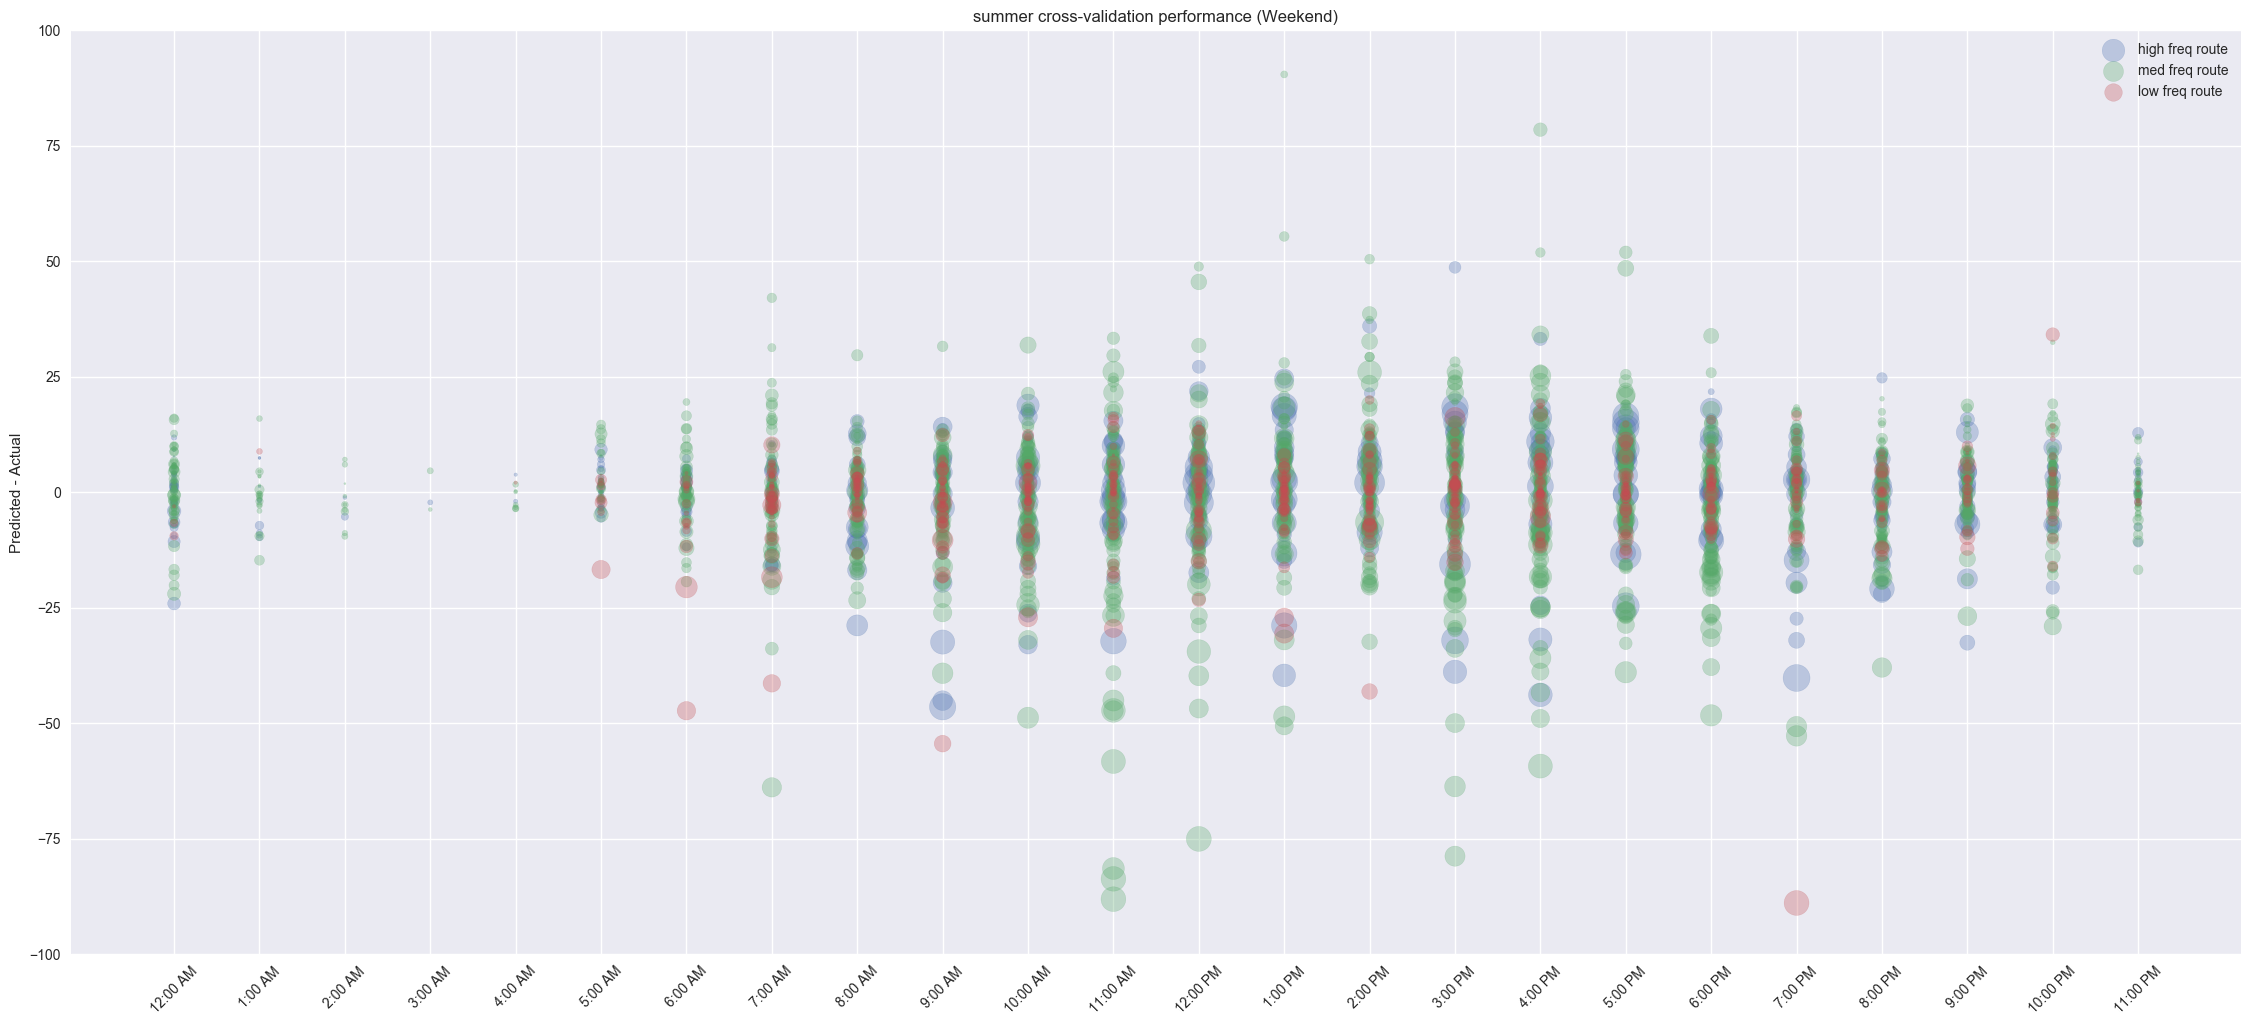 summer cross-validation performance (Weekend)
high freq route
med freq route
low freq route
Predicted - Actual
100
75
50
25
0
−25
−50
−75
−100
12:00 AM
1:00 AM
2:00 AM
3:00 AM
4:00 AM
5:00 AM
6:00 AM
7:00 AM
8:00 AM
9:00 AM
10:00 AM
11:00 AM
12:00 PM
1:00 PM
2:00 PM
3:00 PM
4:00 PM
5:00 PM
6:00 PM
7:00 PM
8:00 PM
9:00 PM
10:00 PM
11:00 PM